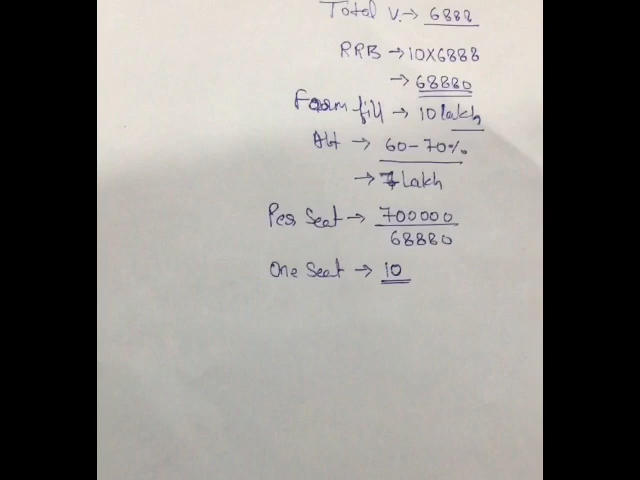 Total V. → 6888
RRB → 10X6888
→ 68880
Foorm fill → 10 lakh
Att → 60-70%
→ 7 Lakh
Per Seat → 700000
68880
One Seat → 10